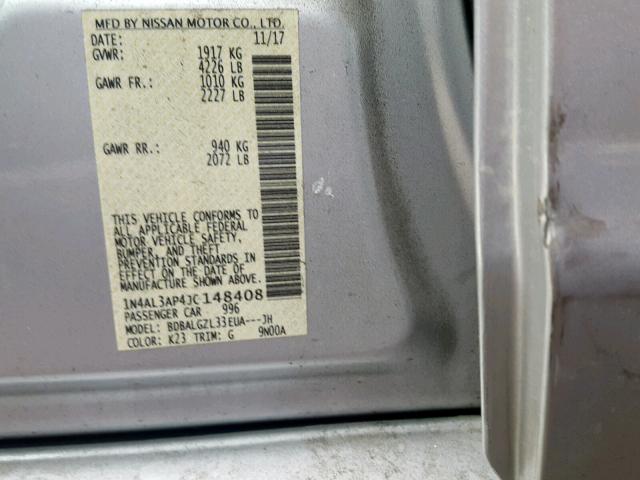 MFD BY NISSAN MOTOR CO., LTD.
DATE: 11/17
GVWR: 1917 KG
4226 LB
GAWR FR.: 1010 KG
2227 LB
GAWR RR.: 940 KG
2072 LB
THIS VEHICLE CONFORMS TO
ALL APPLICABLE FEDERAL
MOTOR VEHICLE SAFETY,
BUMPER, AND THEFT
PREVENTION STANDARDS
IN EFFECT ON THE DATE OF
MANUFACTURE SHOWN ABOVE.
1N4AL3AP4JC148408
PASSENGER CAR 996
MODEL: BDBALGZL33EUA---JH
COLOR: K23 TRIM: G 9N00A